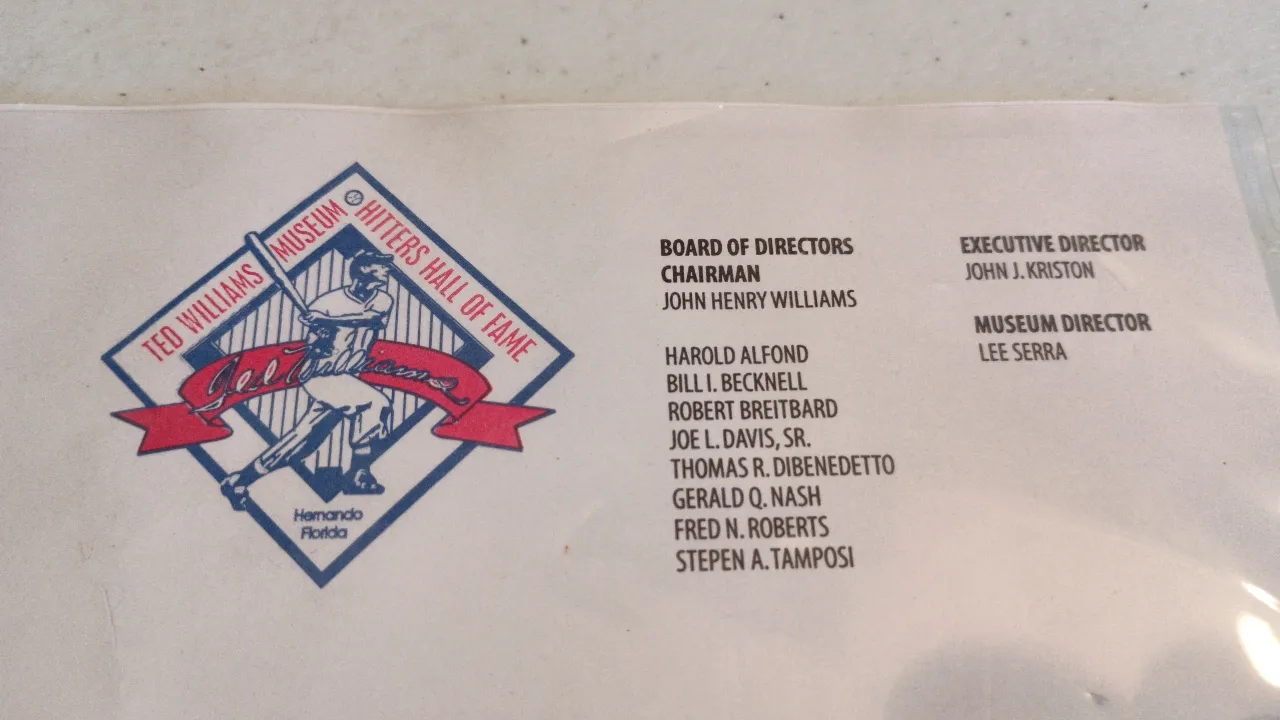 TED WILLIAMS MUSEUM
HITTERS HALL OF FAME
Ted Williams
Hernando
Florida
BOARD OF DIRECTORS
CHAIRMAN
JOHN HENRY WILLIAMS
HAROLD ALFOND
BILL I. BECKNELL
ROBERT BREITBARD
JOE L. DAVIS, SR.
THOMAS R. DIBENEDETTO
GERALD Q. NASH
FRED N. ROBERTS
STEPEN A. TAMPOSI
EXECUTIVE DIRECTOR
JOHN J. KRISTON
MUSEUM DIRECTOR
LEE SERRA